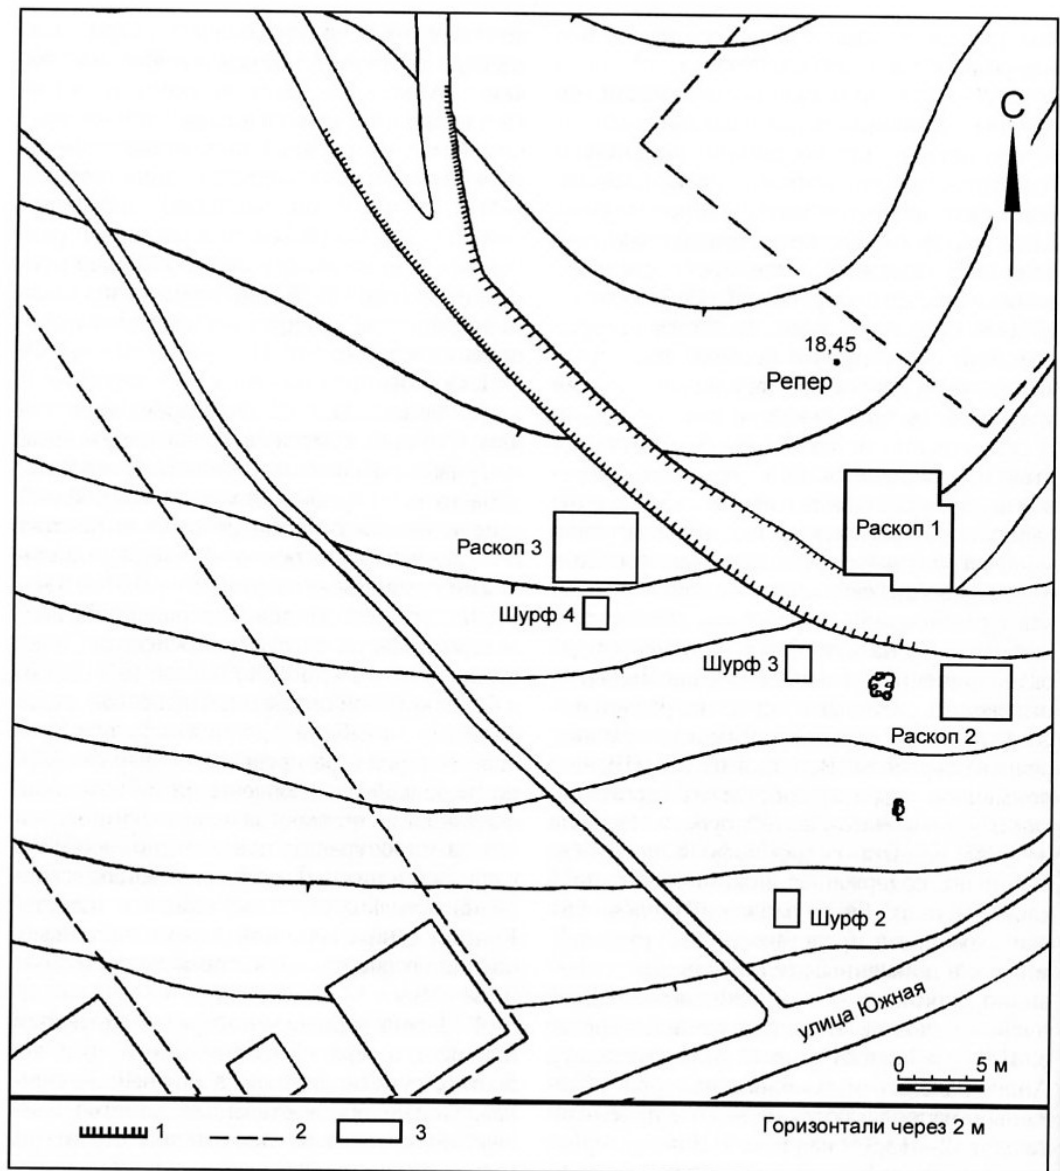 С
18,45
Репер
Раскоп 1
Раскоп 3
Шурф 4
Шурф 3
Раскоп 2
Шурф 2
улица Южная
0 5 м
1 2 3
Горизонтали через 2 м